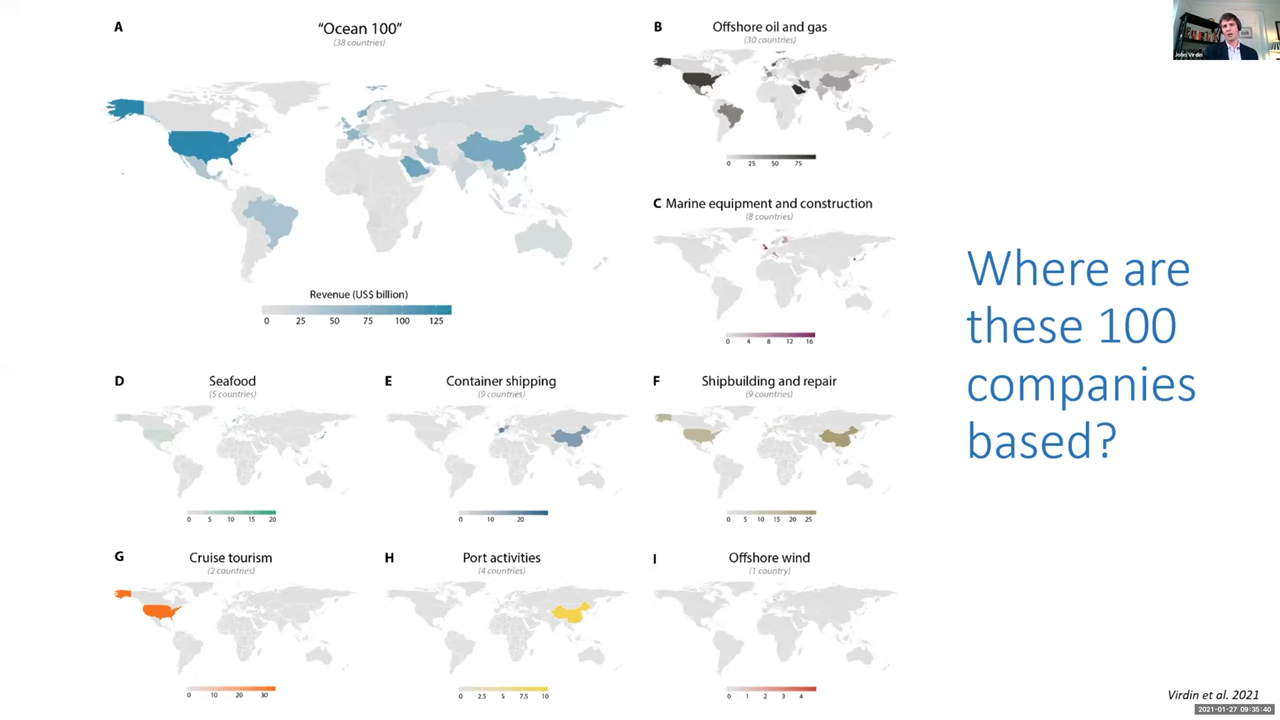 A
"Ocean 100"
(38 countries)
Revenue (US$ billion)
0 25 50 75 100 125
B
Offshore oil and gas
(30 countries)
0 25 50 75
C Marine equipment and construction
(8 countries)
0 4 8 12 16
D
Seafood
(5 countries)
0 5 10 15 20
E
Container shipping
(9 countries)
0 10 20
F
Shipbuilding and repair
(9 countries)
0 5 10 15 20 25
G
Cruise tourism
(2 countries)
0 10 20 30
H
Port activities
(4 countries)
0 2.5 5 7.5 10
I
Offshore wind
(1 country)
0 1 2 3 4
John Virdin
Where are
these 100
companies
based?
Virdin et al. 2021
2021-01-27 09:35:40